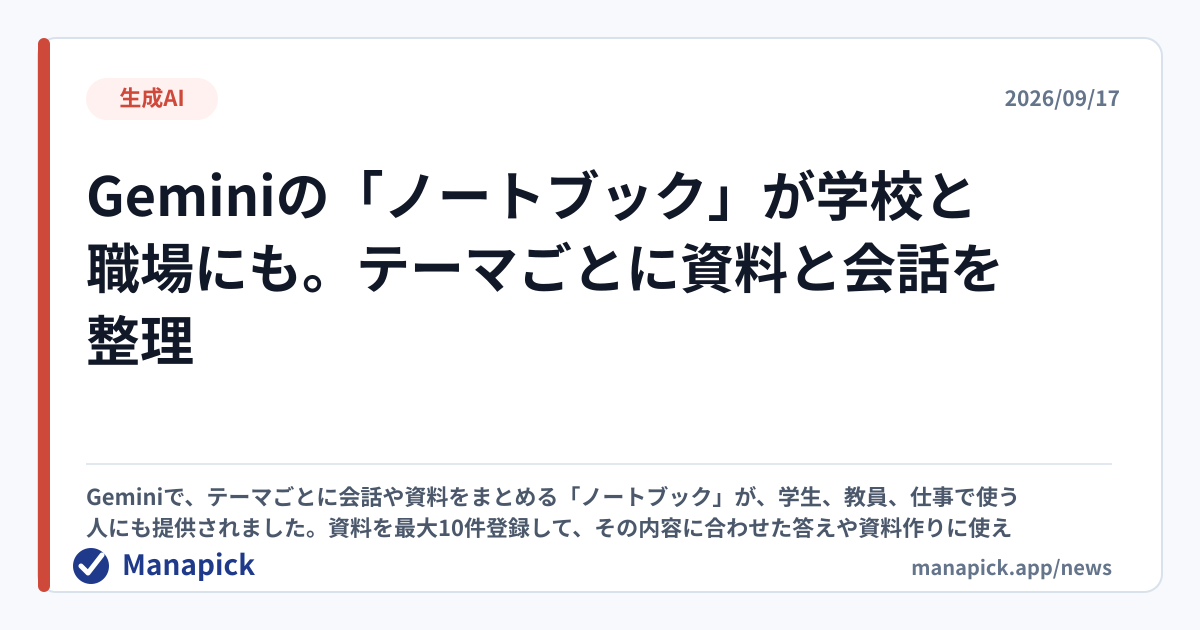 生成AI
2026/09/17
Geminiの「ノートブック」が学校と
職場にも。テーマごとに資料と会話を
整理
Geminiで、テーマごとに会話や資料をまとめる「ノートブック」が、学生、教員、仕事で使う
人にも提供されました。資料を最大10件登録して、その内容に合わせた答えや資料作りに使え
Manapick
manapick.app/news